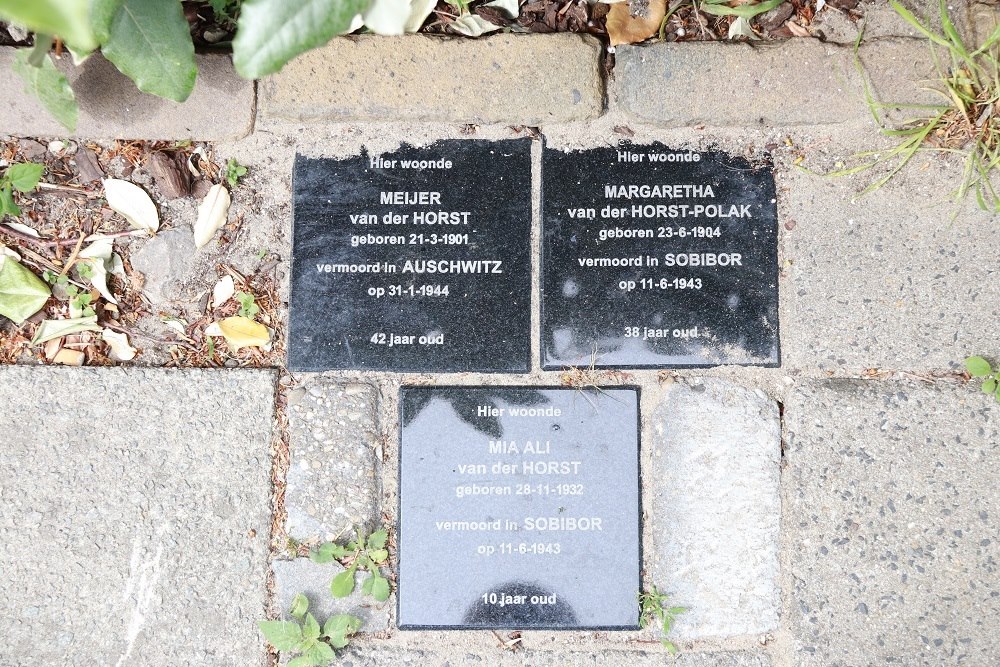 Hier woonde
MEIJER
van der HORST
geboren 21-3-1901
vermoord in AUSCHWITZ
op 31-1-1944
42 jaar oud
Hier woonde
MARGARETHA
van der HORST-POLAK
geboren 23-6-1904
vermoord in SOBIBOR
op 11-6-1943
38 jaar oud
Hier woonde
MIA ALI
van der HORST
geboren 28-11-1932
vermoord in SOBIBOR
op 11-6-1943
10 jaar oud